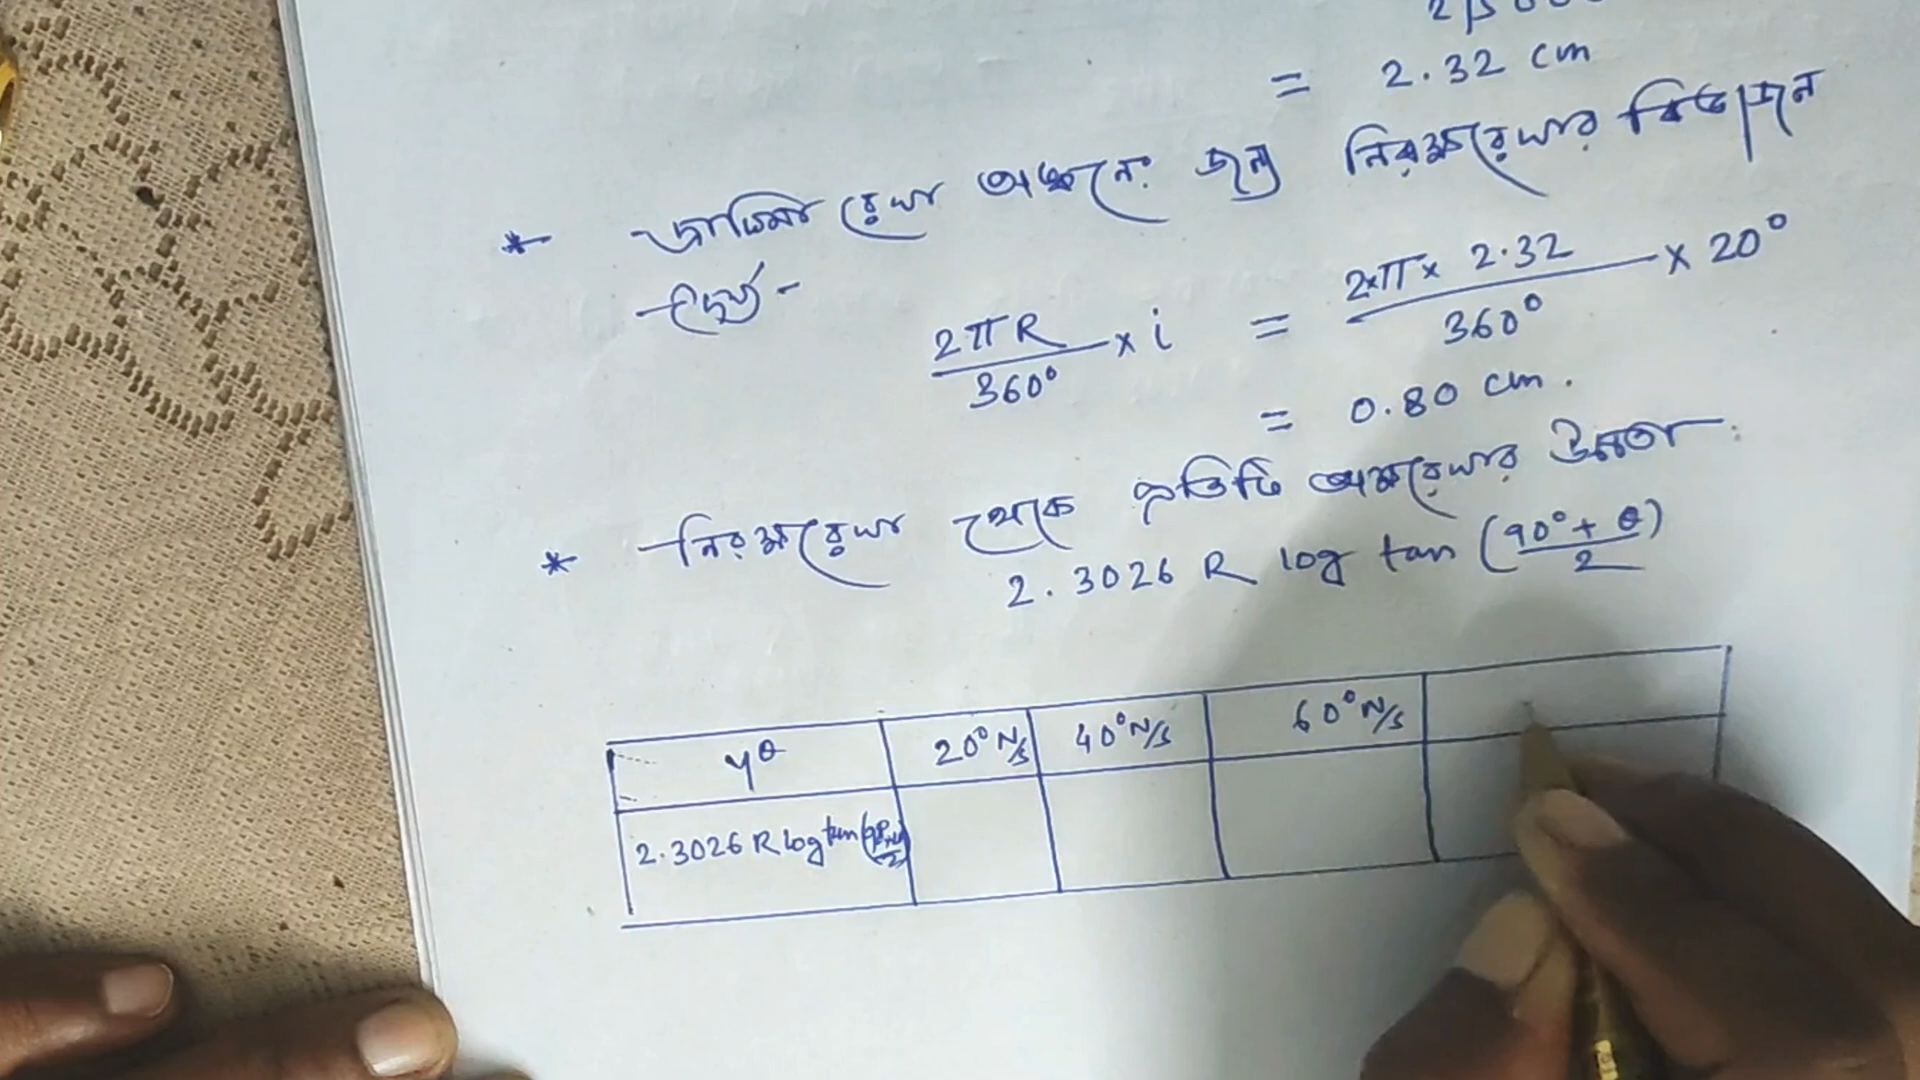 = 2.32 cm
* দ্রাঘিমা রেখা অঙ্কনের জন্য নিরক্ষরেখার বিভাজন
দৈর্ঘ্য -
2πR/360° × i = 2×π× 2.32/360° × 20°
= 0.80 cm.
* নিরক্ষরেখা থেকে প্রতিটি অক্ষরেখার উচ্চতা:
2.3026 R log tan (90°+ θ/2)
yθ 20° N/S 40° N/S 60° N/S
2.3026 R log tan